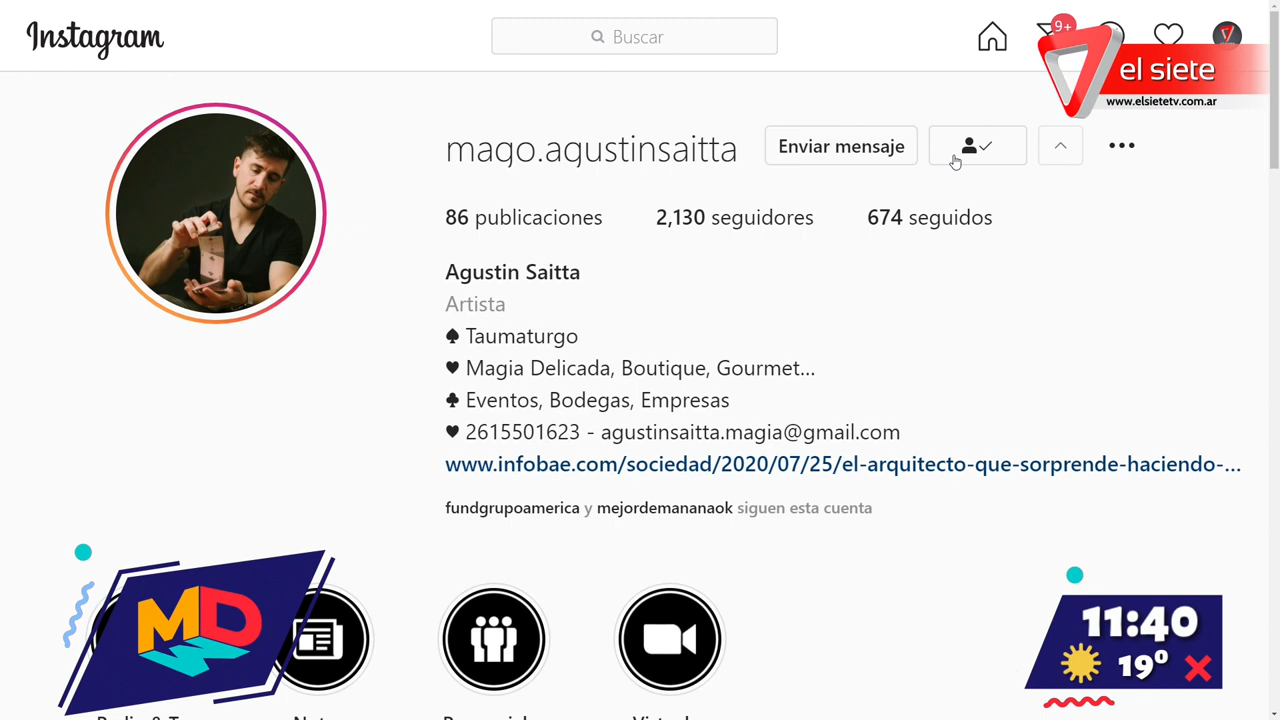 Instagram
Buscar
9+
el siete
www.elsietetv.com.ar
mago.agustinsaitta
Enviar mensaje
86 publicaciones
2,130 seguidores
674 seguidos
Agustin Saitta
Artista
♠ Taumaturgo
♥ Magia Delicada, Boutique, Gourmet...
♣ Eventos, Bodegas, Empresas
♥ 2615501623 - agustinsaitta.magia@gmail.com
www.infobae.com/sociedad/2020/07/25/el-arquitecto-que-sorprende-haciendo-...
fundgrupoamerica y mejordemananaok siguen esta cuenta
MD
11:40
19º